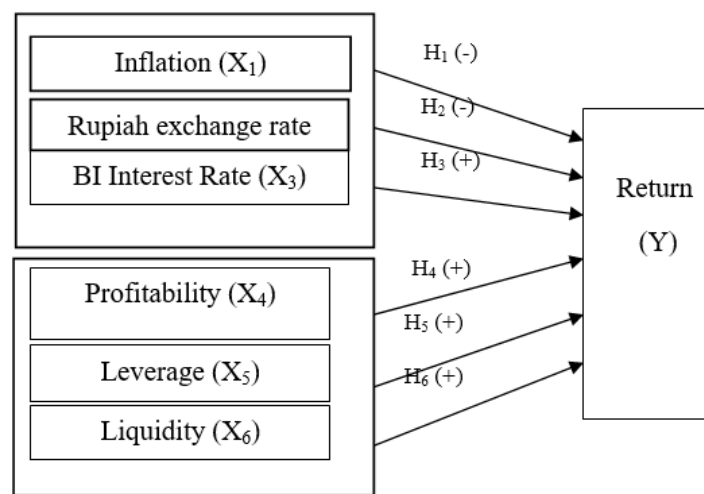 Inflation (X₁)
Rupiah exchange rate
BI Interest Rate (X₃)
Profitability (X₄)
Leverage (X₅)
Liquidity (X₆)
H₁ (-)
H₂ (-)
H₃ (+)
H₄ (+)
H₅ (+)
H₆ (+)
Return
(Y)